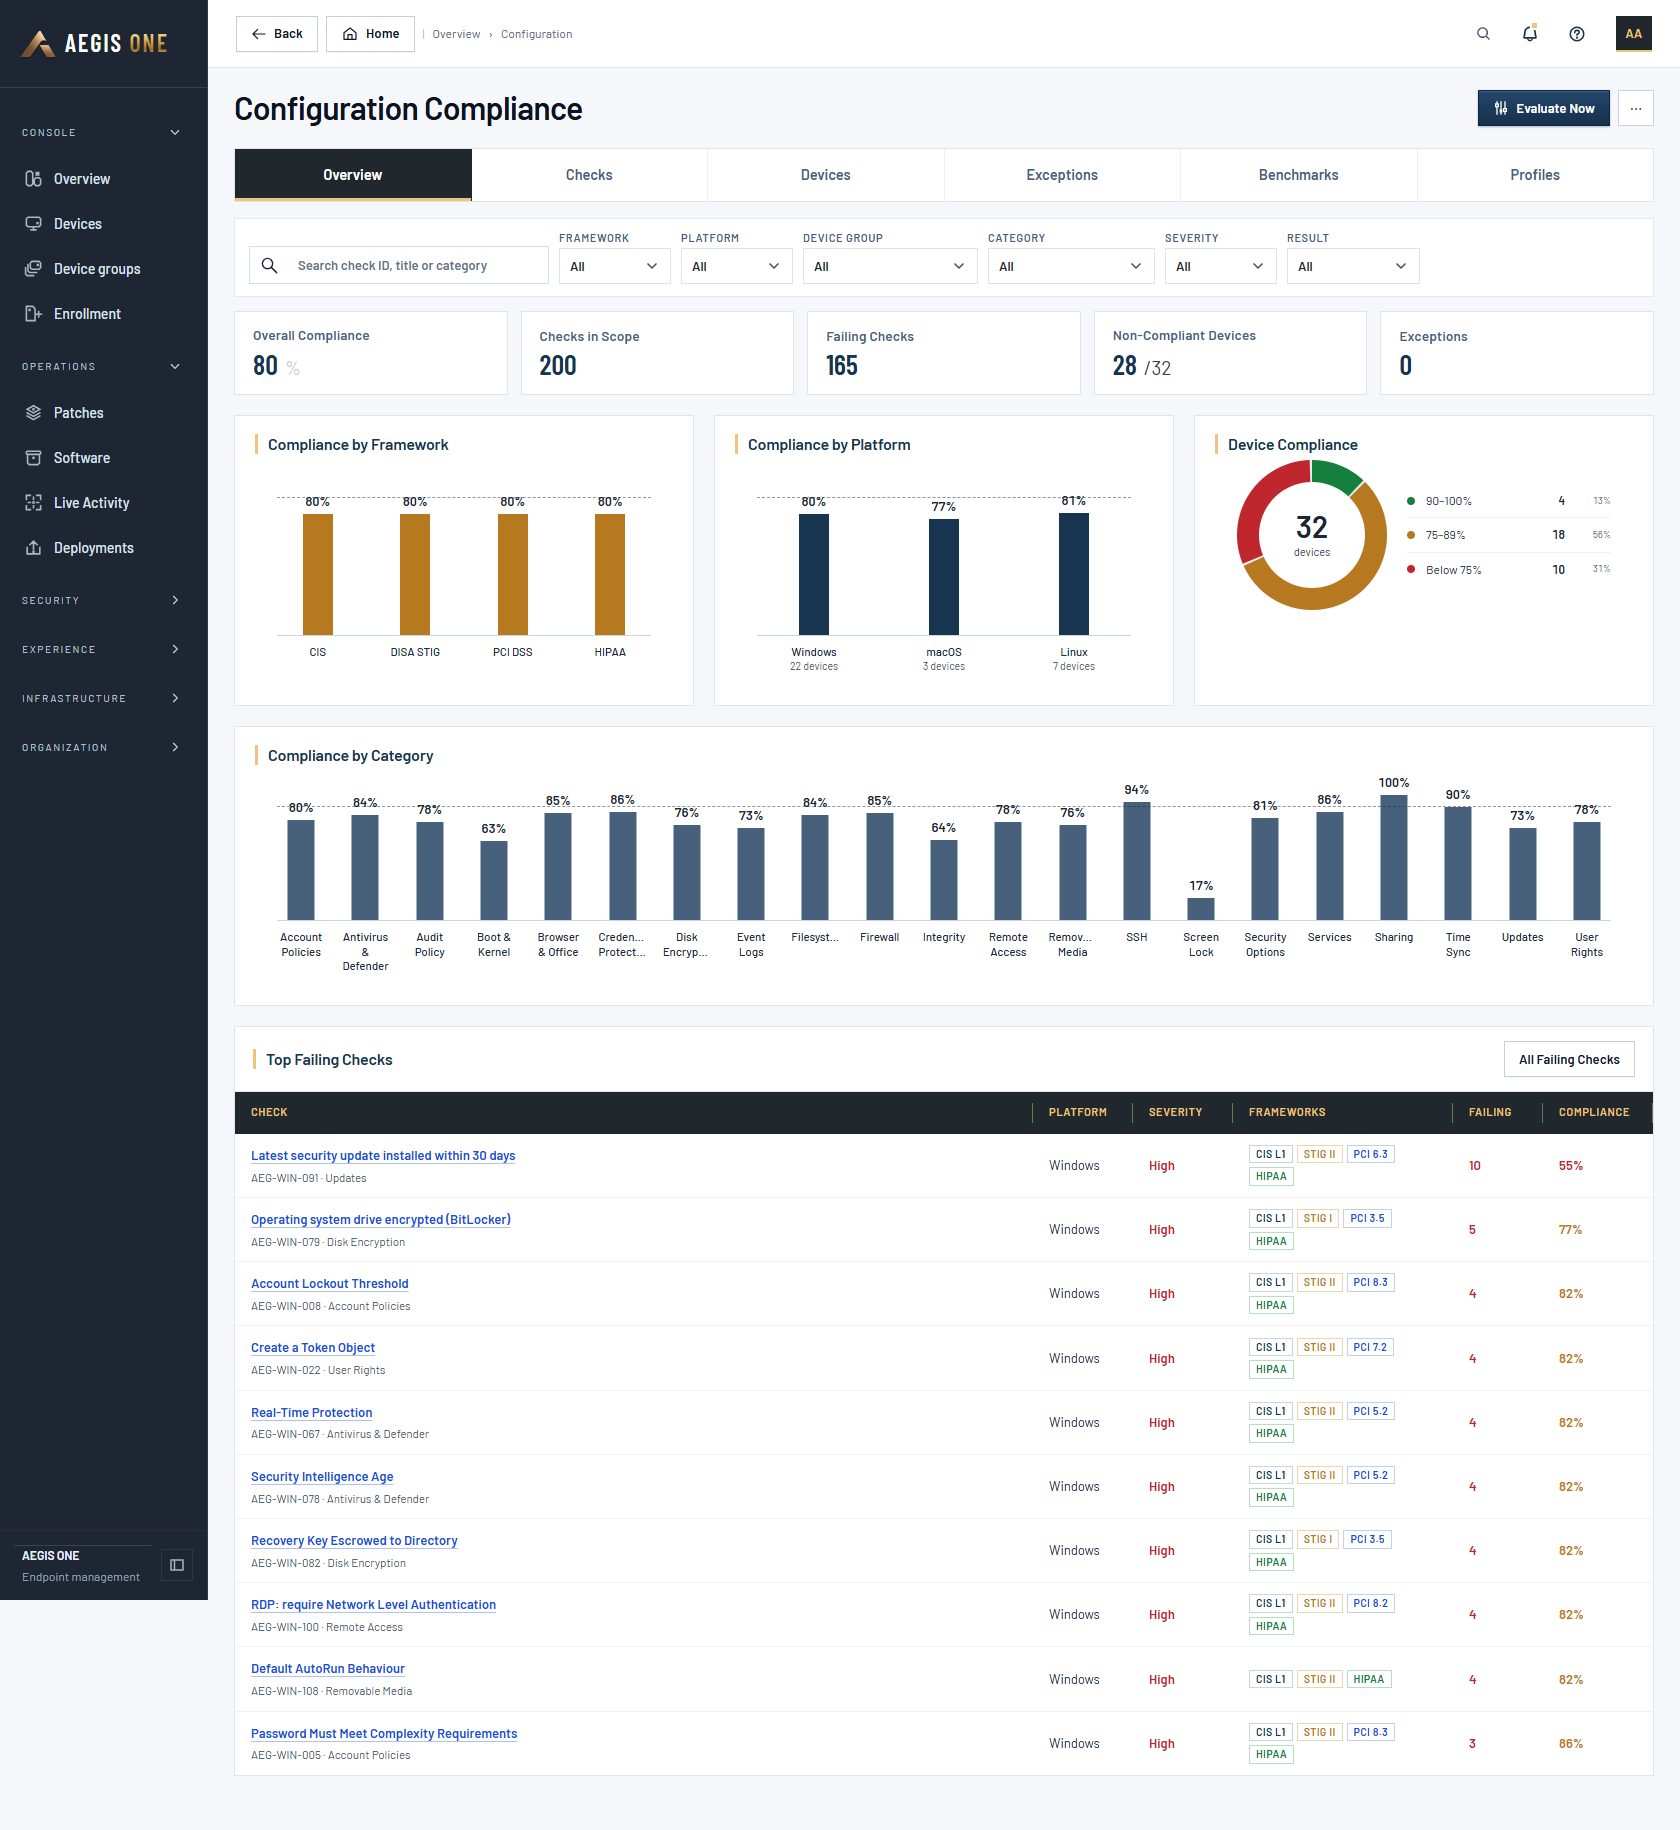 AEGIS ONE
CONSOLE
Overview
Devices
Device groups
Enrollment
OPERATIONS
Patches
Software
Live Activity
Deployments
SECURITY
EXPERIENCE
INFRASTRUCTURE
ORGANIZATION
AEGIS ONE
Endpoint management
Back
Home
Overview › Configuration
AA
Configuration Compliance
Evaluate Now
Overview
Checks
Devices
Exceptions
Benchmarks
Profiles
Search check ID, title or category
FRAMEWORK
All
PLATFORM
All
DEVICE GROUP
All
CATEGORY
All
SEVERITY
All
RESULT
All
Overall Compliance
80 %
Checks in Scope
200
Failing Checks
165
Non-Compliant Devices
28 /32
Exceptions
0
Compliance by Framework
80% 80% 80% 80%
CIS DISA STIG PCI DSS HIPAA
Compliance by Platform
80% 77% 81%
Windows macOS Linux
22 devices 3 devices 7 devices
Device Compliance
32
devices
90–100% 4 13%
75–89% 18 56%
Below 75% 10 31%
Compliance by Category
80% 84% 78% 63% 85% 86% 76% 73% 84% 85% 64% 78% 76% 94% 17% 81% 86% 100% 90% 73% 78%
Account Policies
Antivirus & Defender
Audit Policy
Boot & Kernel
Browser & Office
Creden... Protect...
Disk Encryp...
Event Logs
Filesyst...
Firewall
Integrity
Remote Access
Remov... Media
SSH
Screen Lock
Security Options
Services
Sharing
Time Sync
Updates
User Rights
Top Failing Checks
All Failing Checks
CHECK PLATFORM SEVERITY FRAMEWORKS FAILING COMPLIANCE
Latest security update installed within 30 days
AEG-WIN-091 · Updates
Windows High CIS L1 STIG II PCI 6.3 HIPAA 10 55%
Operating system drive encrypted (BitLocker)
AEG-WIN-079 · Disk Encryption
Windows High CIS L1 STIG I PCI 3.5 HIPAA 5 77%
Account Lockout Threshold
AEG-WIN-008 · Account Policies
Windows High CIS L1 STIG II PCI 8.3 HIPAA 4 82%
Create a Token Object
AEG-WIN-022 · User Rights
Windows High CIS L1 STIG II PCI 7.2 HIPAA 4 82%
Real-Time Protection
AEG-WIN-067 · Antivirus & Defender
Windows High CIS L1 STIG II PCI 5.2 HIPAA 4 82%
Security Intelligence Age
AEG-WIN-078 · Antivirus & Defender
Windows High CIS L1 STIG II PCI 5.2 HIPAA 4 82%
Recovery Key Escrowed to Directory
AEG-WIN-082 · Disk Encryption
Windows High CIS L1 STIG I PCI 3.5 HIPAA 4 82%
RDP: require Network Level Authentication
AEG-WIN-100 · Remote Access
Windows High CIS L1 STIG II PCI 8.2 HIPAA 4 82%
Default AutoRun Behaviour
AEG-WIN-108 · Removable Media
Windows High CIS L1 STIG II HIPAA 4 82%
Password Must Meet Complexity Requirements
AEG-WIN-005 · Account Policies
Windows High CIS L1 STIG II PCI 8.3 HIPAA 3 86%